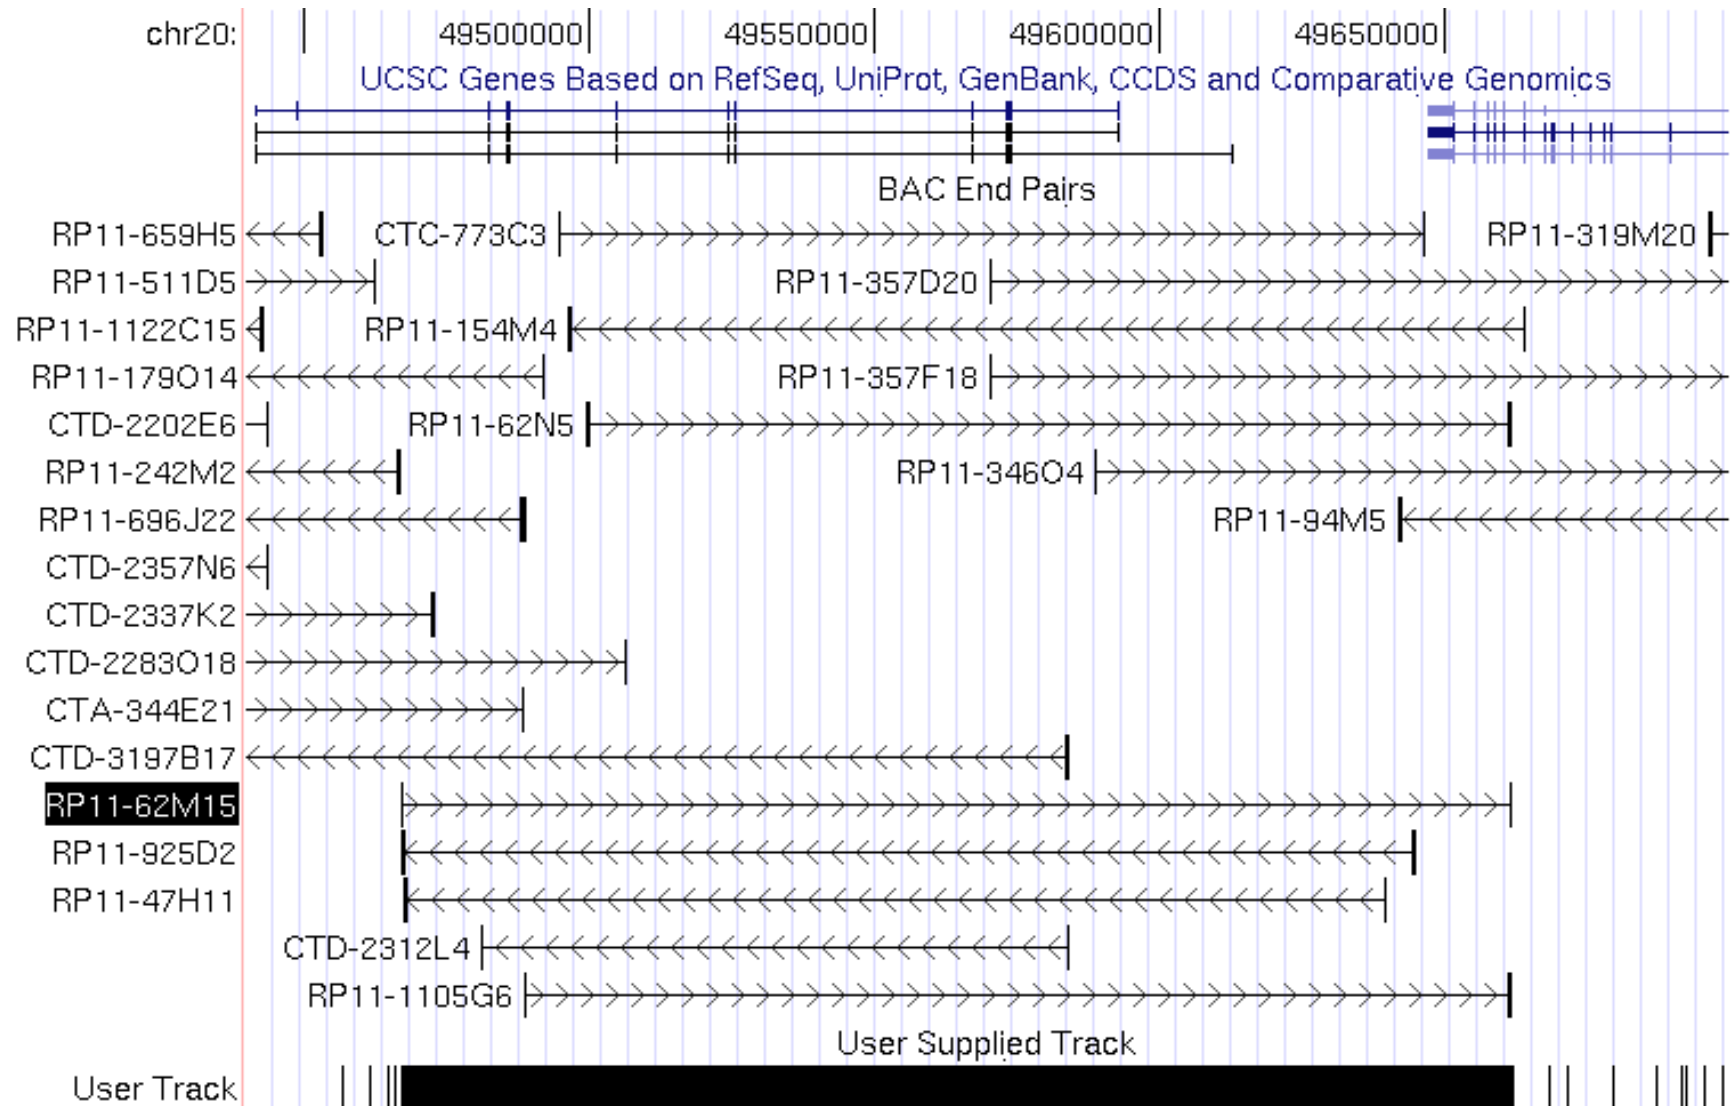 chr20: 49500000 49550000 49600000 49650000
UCSC Genes Based on RefSeq, UniProt, GenBank, CCDS and Comparative Genomics
BAC End Pairs
RP11-659H5 CTC-773C3 RP11-319M20
RP11-511D5 RP11-357D20
RP11-1122C15 RP11-154M4
RP11-179O14 RP11-357F18
CTD-2202E6 RP11-62N5
RP11-242M2 RP11-346O4
RP11-696J22 RP11-94M5
CTD-2357N6
CTD-2337K2
CTD-2283O18
CTA-344E21
CTD-3197B17
RP11-62M15
RP11-925D2
RP11-47H11
CTD-2312L4
RP11-1105G6
User Supplied Track
User Track